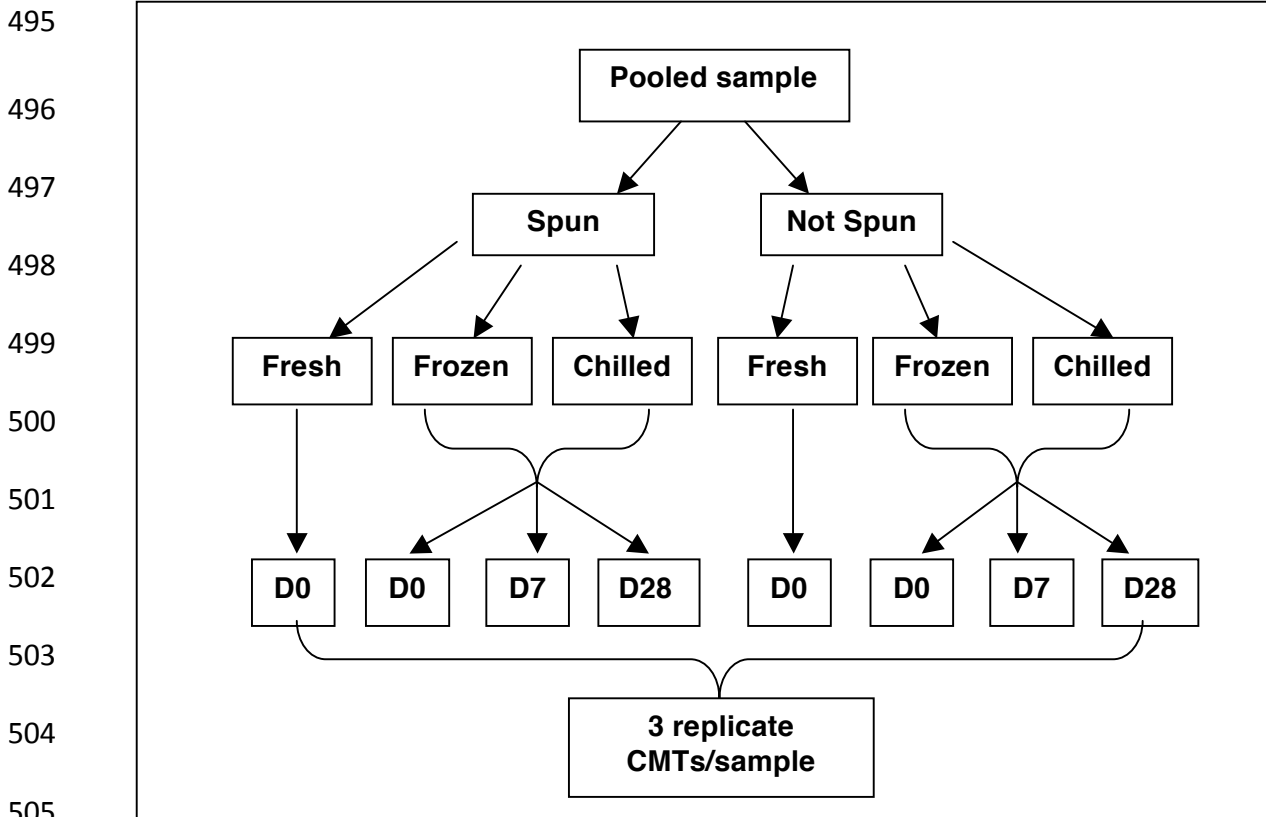 495
Pooled sample
496
497
Spun Not Spun
498
499
Fresh Frozen Chilled Fresh Frozen Chilled
500
501
502
D0 D0 D7 D28 D0 D0 D7 D28
503
504
3 replicate
CMTs/sample
505